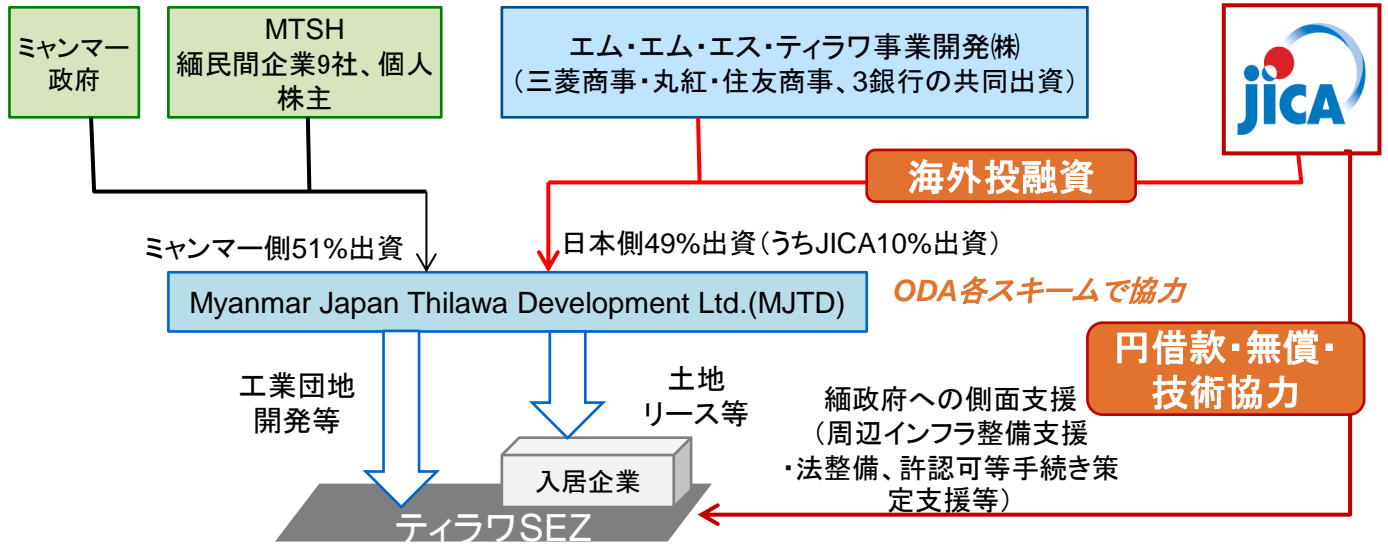 ミャンマー
政府
MTSH
緬民間企業9社、個人
株主
エム・エム・エス・ティラワ事業開発㈱
（三菱商事・丸紅・住友商事、3銀行の共同出資）
jICA
海外投融資
ミャンマー側51%出資
日本側49%出資（うちJICA10%出資）
Myanmar Japan Thilawa Development Ltd.(MJTD)
ODA各スキームで協力
円借款・無償・
技術協力
工業団地
開発等
土地
リース等
緬政府への側面支援
（周辺インフラ整備支援
・法整備、許認可等手続き策
定支援等）
入居企業
ティラワSEZ